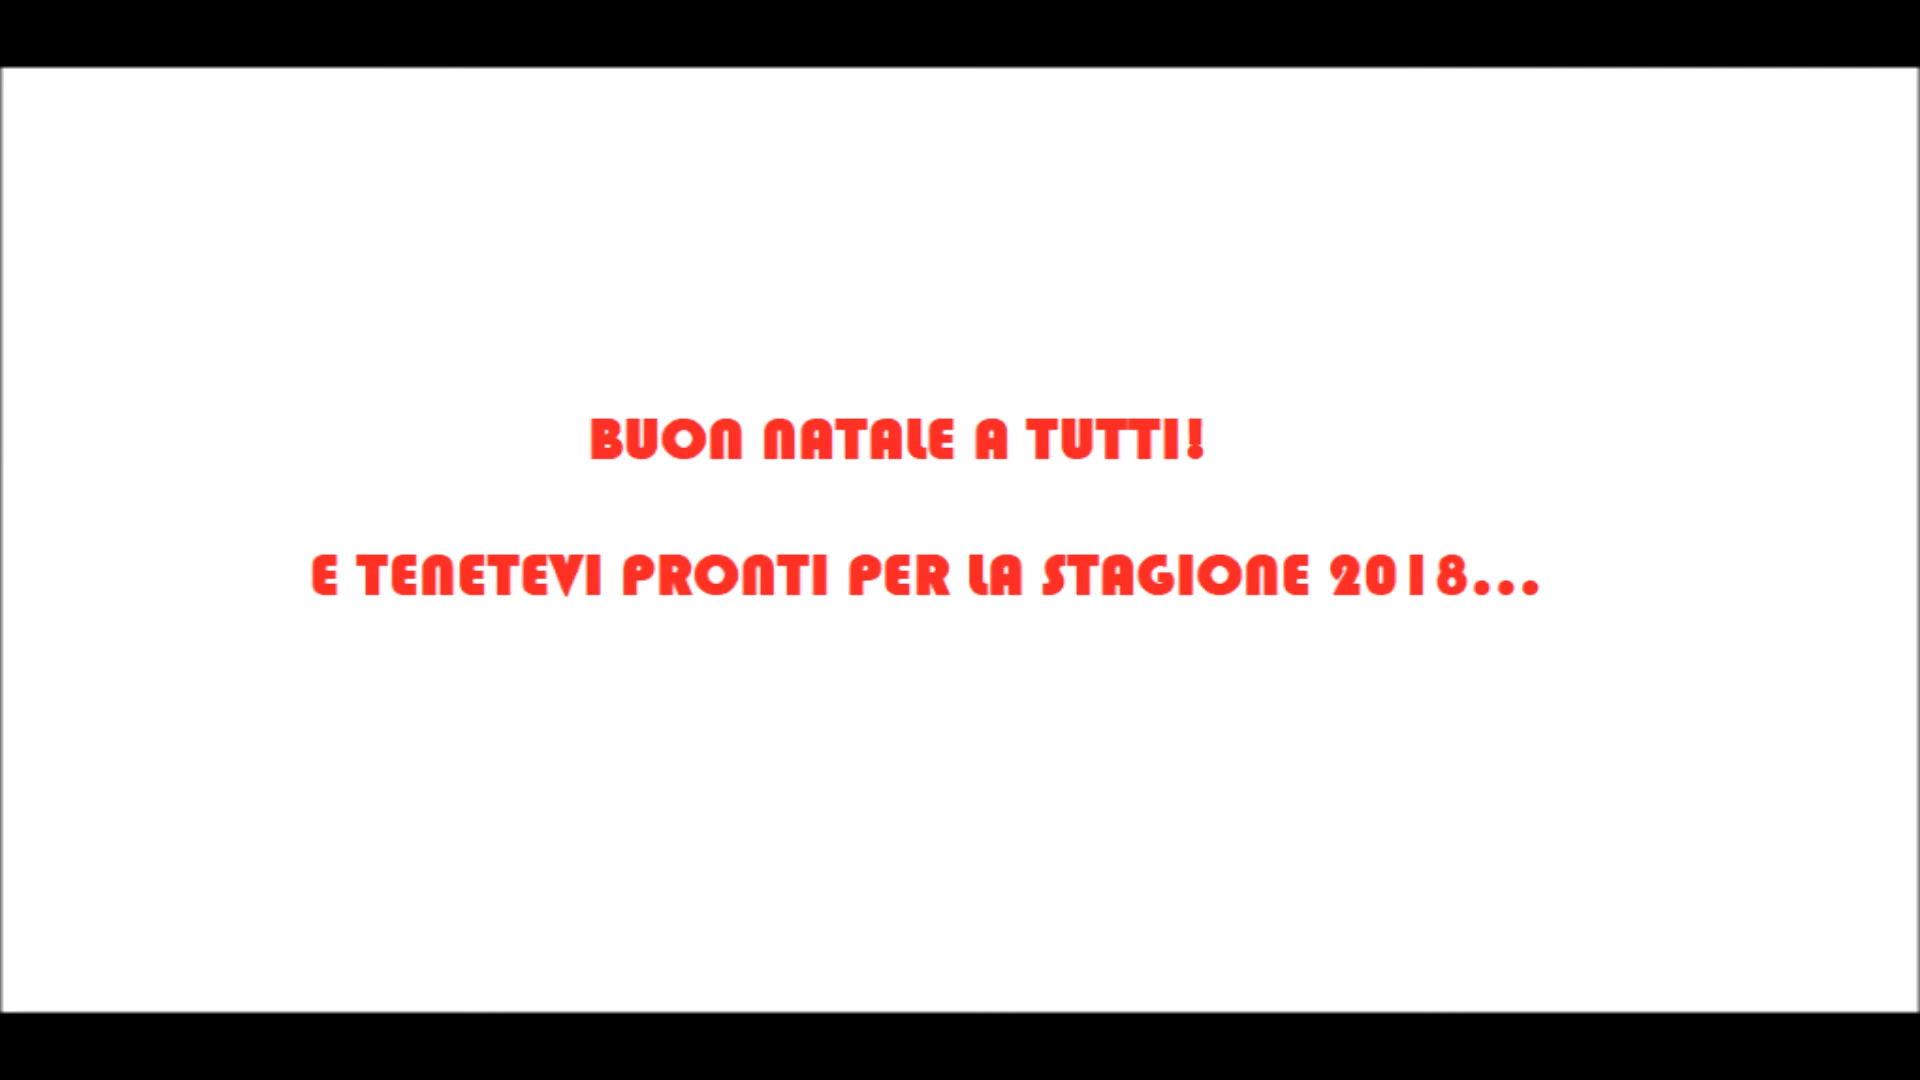 BUON NATALE A TUTTI!
E TENETEVI PRONTI PER LA STAGIONE 2018...